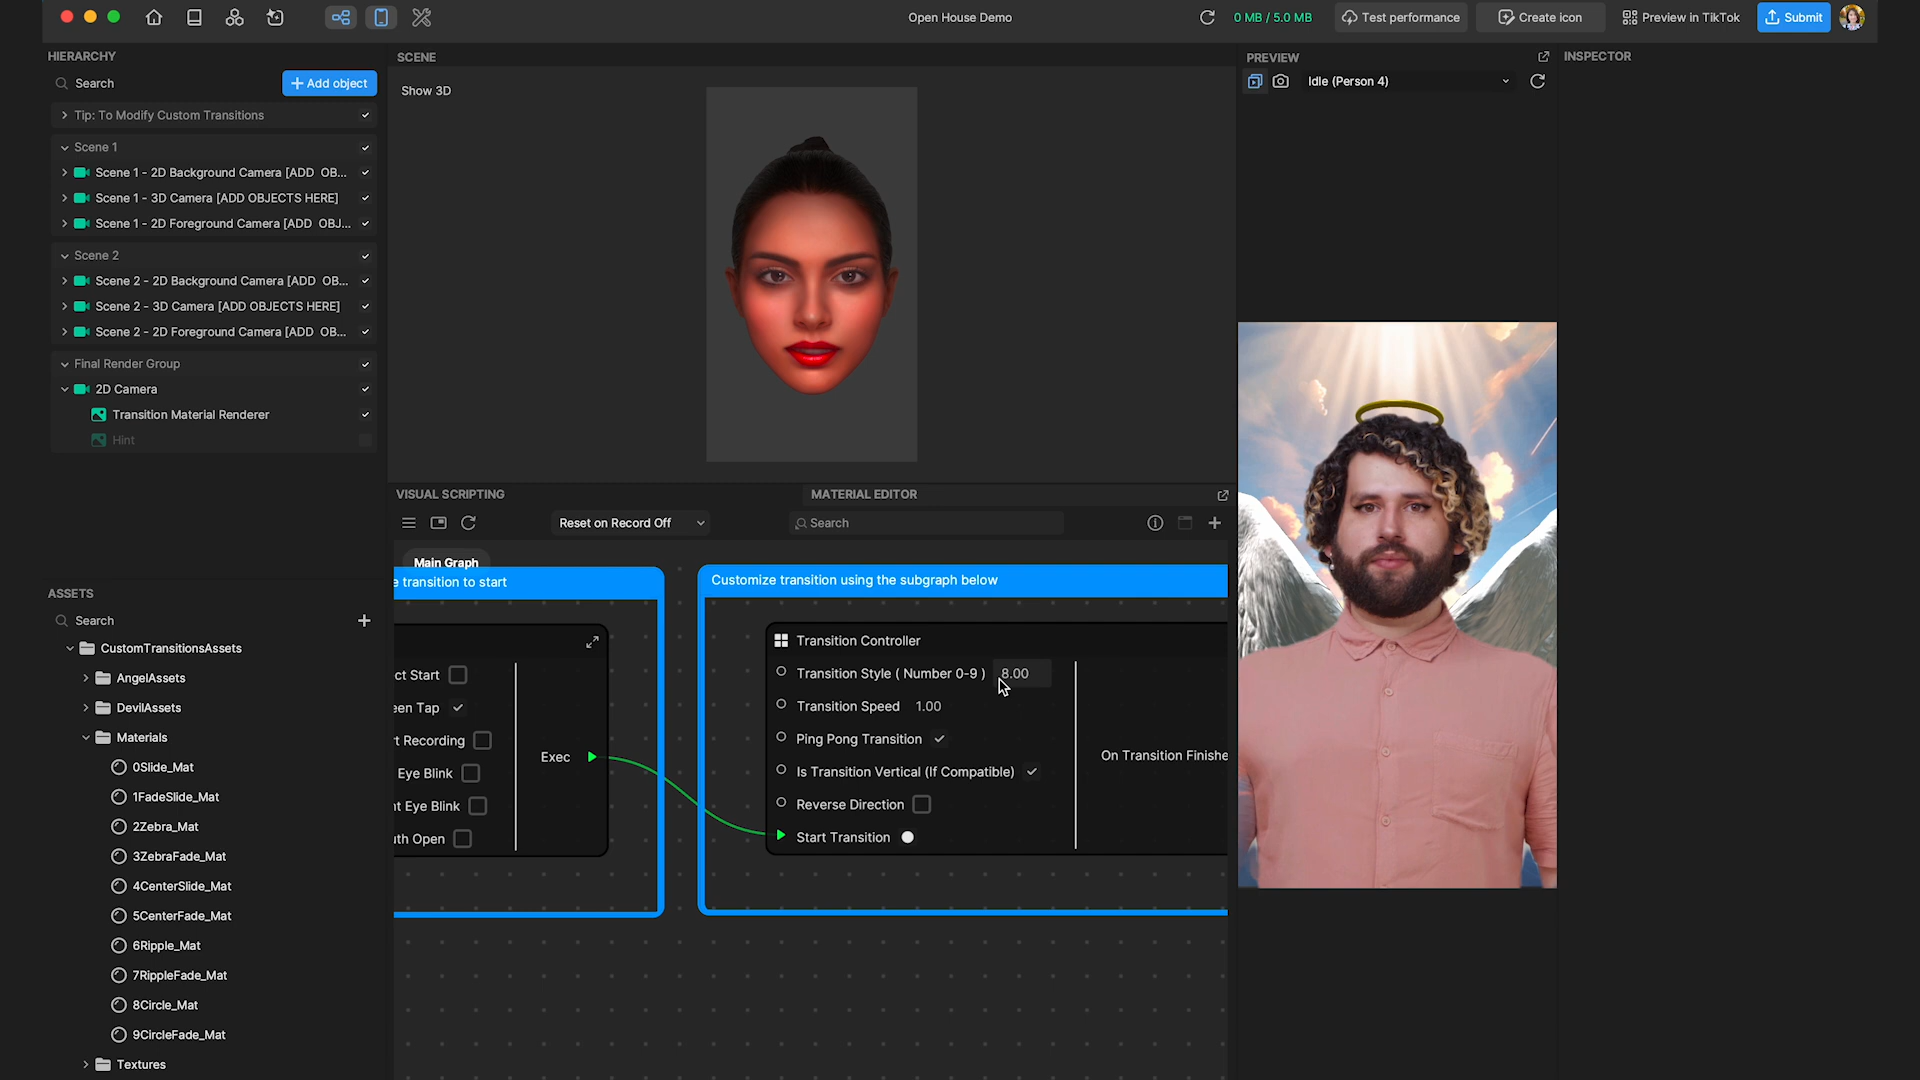 Open House Demo
0 MB / 5.0 MB
Test performance
Create icon
Preview in TikTok
Submit
HIERARCHY
Search
Add object
Tip: To Modify Custom Transitions
Scene 1
Scene 1 - 2D Background Camera [ADD OB...
Scene 1 - 3D Camera [ADD OBJECTS HERE]
Scene 1 - 2D Foreground Camera [ADD OBJ...
Scene 2
Scene 2 - 2D Background Camera [ADD OB...
Scene 2 - 3D Camera [ADD OBJECTS HERE]
Scene 2 - 2D Foreground Camera [ADD OB...
Final Render Group
2D Camera
Transition Material Renderer
Hint
ASSETS
Search
CustomTransitionsAssets
AngelAssets
DevilAssets
Materials
0Slide_Mat
1FadeSlide_Mat
2Zebra_Mat
3ZebraFade_Mat
4CenterSlide_Mat
5CenterFade_Mat
6Ripple_Mat
7RippleFade_Mat
8Circle_Mat
9CircleFade_Mat
Textures
SCENE
Show 3D
VISUAL SCRIPTING
MATERIAL EDITOR
Reset on Record Off
Search
Main Graph
e transition to start
ct Start
een Tap
t Recording
Eye Blink
nt Eye Blink
uth Open
Exec
Customize transition using the subgraph below
Transition Controller
Transition Style ( Number 0-9 ) 8.00
Transition Speed 1.00
Ping Pong Transition
Is Transition Vertical (If Compatible)
Reverse Direction
Start Transition
On Transition Finishe
PREVIEW
Idle (Person 4)
INSPECTOR